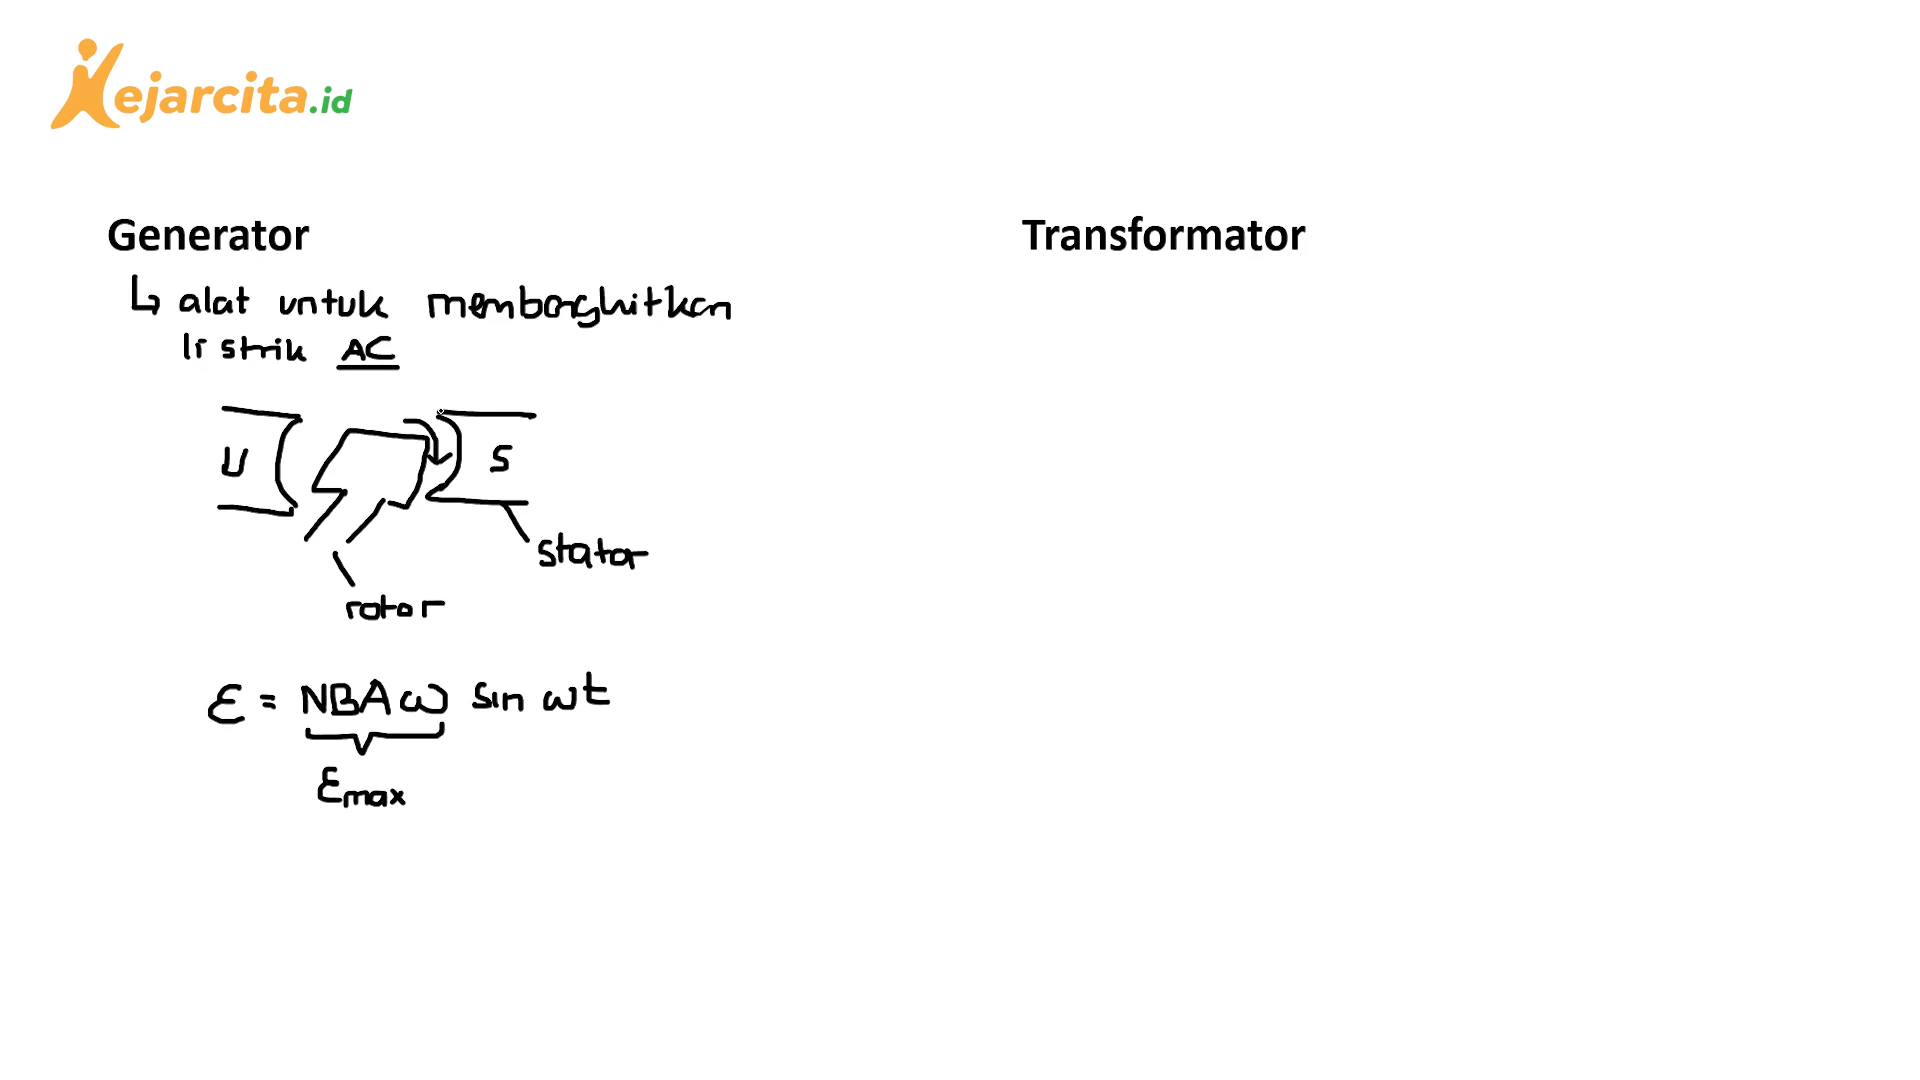 Kejarcita.id
Generator
↳ alat untuk membangkitkan
listrik AC
U
S
stator
rotor
ε = NBAω sin ωt
εmax
Transformator